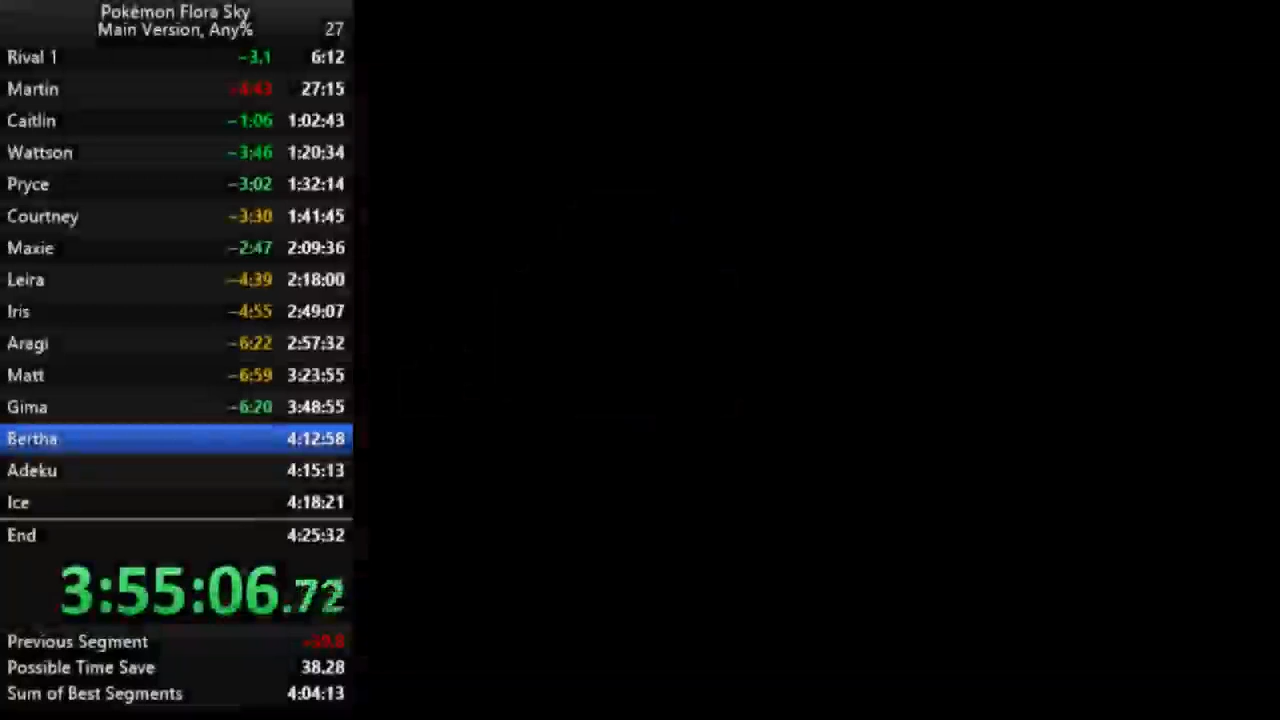 Pokémon Flora Sky
Main Version, Any% 27
Rival 1 -3.1 6:12
Martin 27:15
Caitlin -1:06 1:02:43
Wattson -3:46 1:20:34
Pryce -3:02 1:32:14
Courtney -3:30 1:41:45
Maxie -2:47 2:09:36
Leira -4:39 2:18:00
Iris -4:55 2:49:07
Aragi -6:22 2:57:32
Matt -6:59 3:23:55
Gima -6:20 3:48:55
Bertha 4:12:58
Adeku 4:15:13
Ice 4:18:21
End 4:25:32
3:55:06.72
Previous Segment
Possible Time Save 38.28
Sum of Best Segments 4:04:13